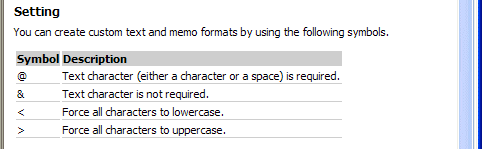 Setting
You can create custom text and memo formats by using the following symbols.
Symbol Description
@ Text character (either a character or a space) is required.
& Text character is not required.
< Force all characters to lowercase.
> Force all characters to uppercase.